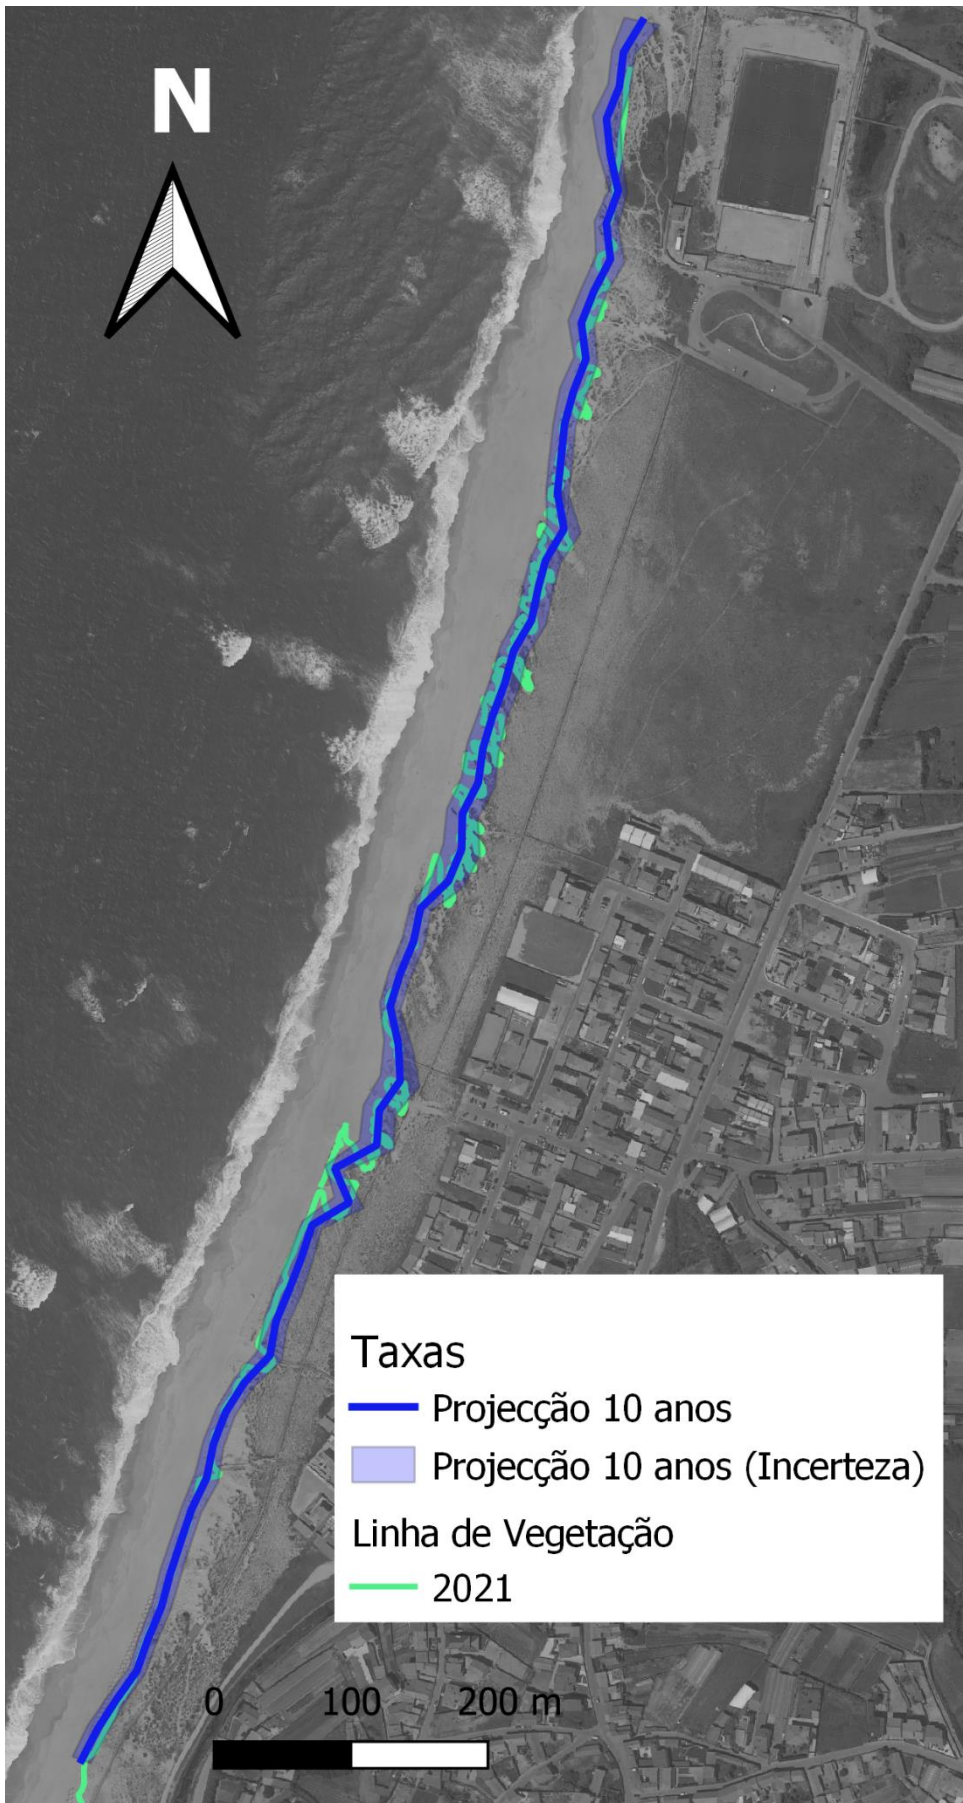 N
Taxas
Projecção 10 anos
Projecção 10 anos (Incerteza)
Linha de Vegetação
2021
0 100 200 m